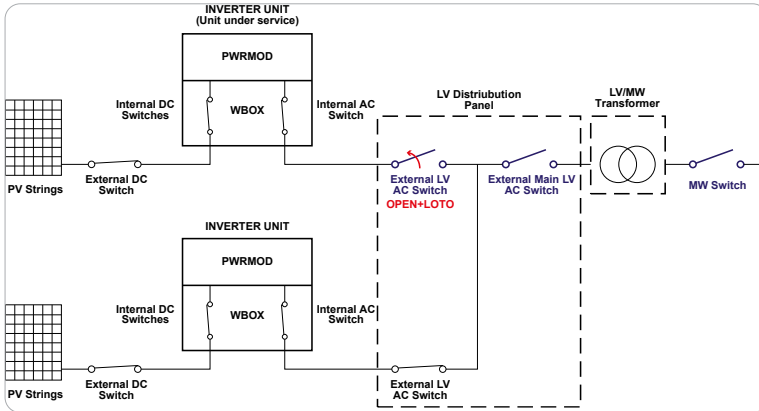 INVERTER UNIT
(Unit under service)
PWRMOD
Internal DC
Switches
WBOX
Internal AC
Switch
LV Distriubution
Panel
LV/MW
Transformer
PV Strings
External DC
Switch
External LV
AC Switch
OPEN+LOTO
External Main LV
AC Switch
MW Switch
INVERTER UNIT
PWRMOD
Internal DC
Switches
WBOX
Internal AC
Switch
PV Strings
External DC
Switch
External LV
AC Switch